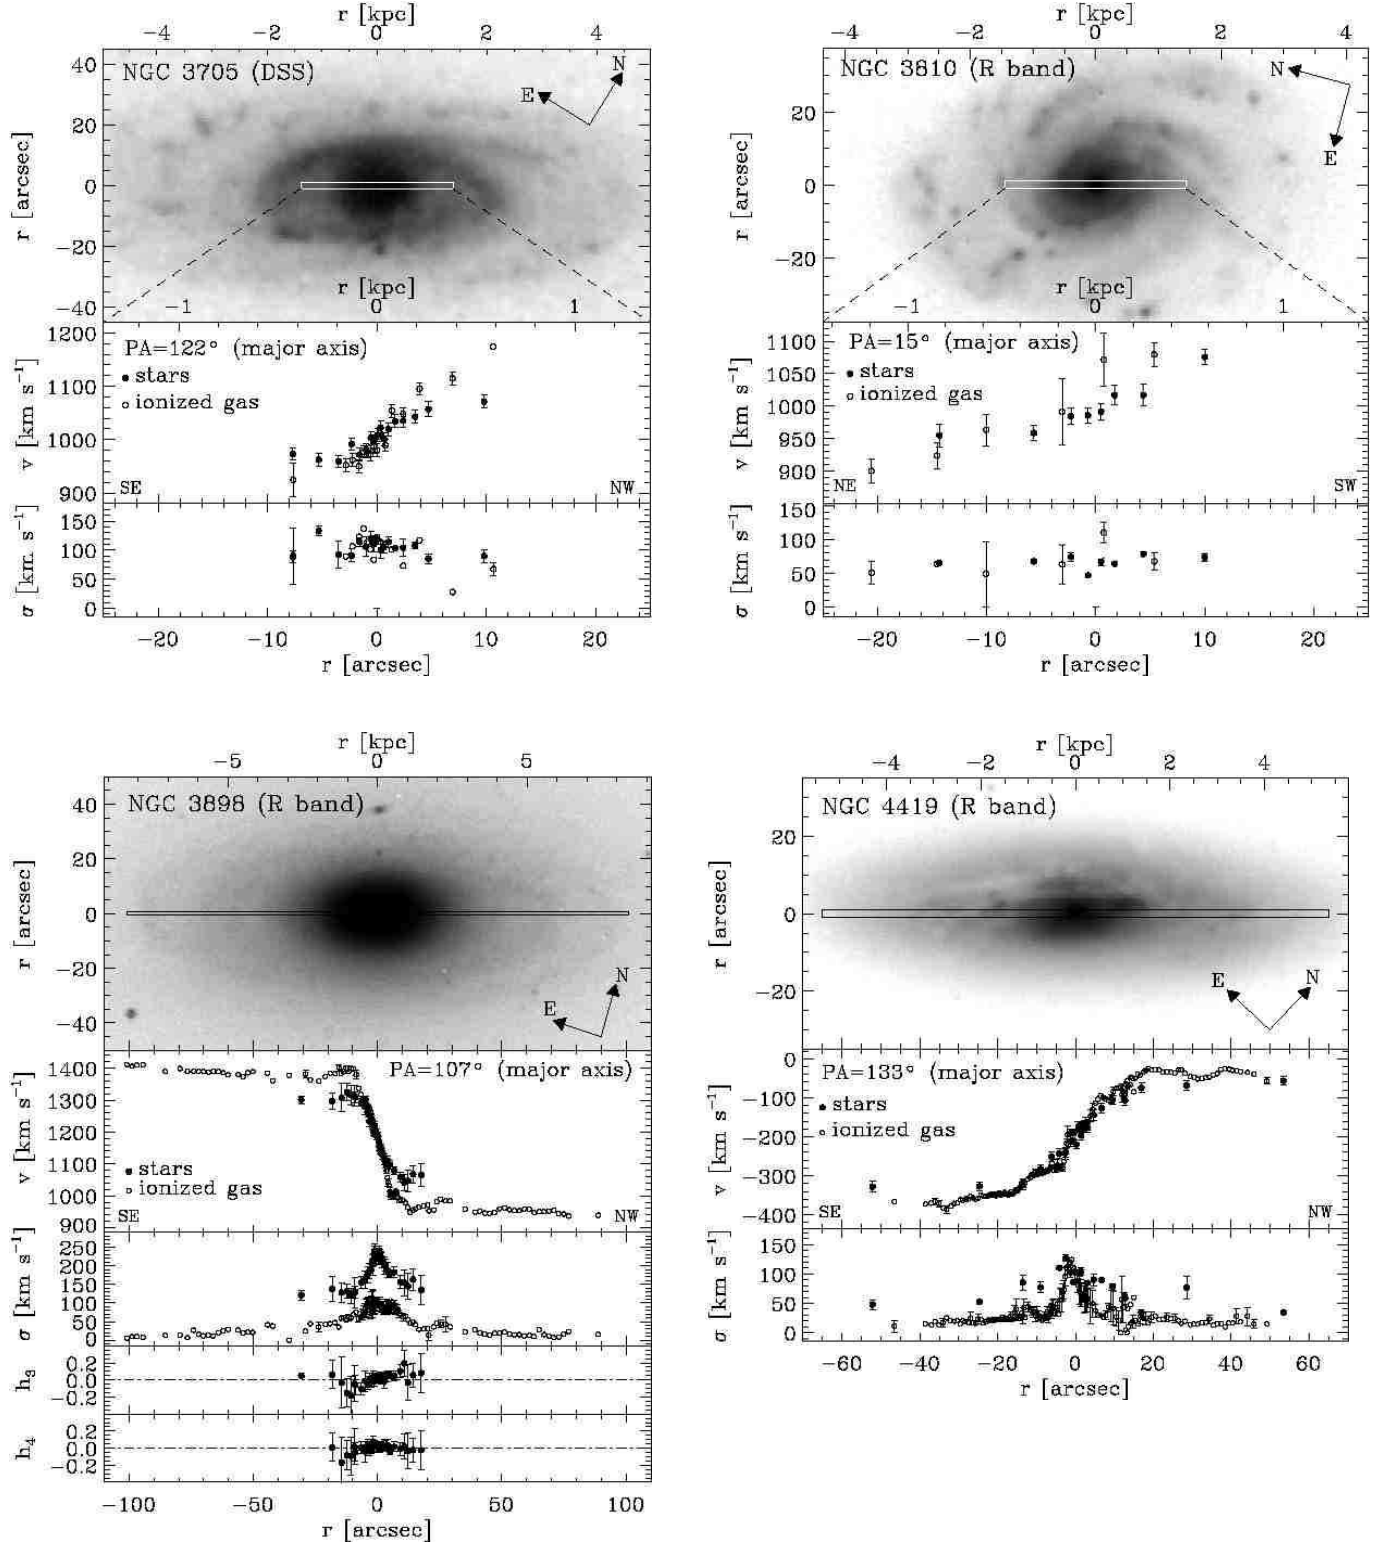 r [kpc]
−4 −2 0 2 4
NGC 3705 (DSS)
N
E
r [arcsec]
40
20
0
−20
−40
r [kpc]
−1 0 1
PA=122° (major axis)
stars
ionized gas
v [km s⁻¹]
1200
1100
1000
900
SE NW
σ [km s⁻¹]
150
100
50
0
−20 −10 0 10 20
r [arcsec]
r [kpc]
−4 −2 0 2 4
NGC 3810 (R band)
N
E
r [arcsec]
20
0
−20
r [kpc]
−1 0 1
PA=15° (major axis)
stars
ionized gas
v [km s⁻¹]
1100
1050
1000
950
900
NE SW
σ [km s⁻¹]
150
100
50
0
−20 −10 0 10 20
r [arcsec]
r [kpc]
−5 0 5
NGC 3898 (R band)
N
E
r [arcsec]
40
20
0
−20
−40
PA=107° (major axis)
stars
ionized gas
v [km s⁻¹]
1400
1300
1200
1100
1000
900
SE NW
σ [km s⁻¹]
250
200
150
100
50
0
h₃
0.2
0.0
−0.2
h₄
0.2
0.0
−0.2
−100 −50 0 50 100
r [arcsec]
r [kpc]
−4 −2 0 2 4
NGC 4419 (R band)
E
N
r [arcsec]
20
0
−20
PA=133° (major axis)
stars
ionized gas
v [km s⁻¹]
0
−100
−200
−300
−400
SE NW
σ [km s⁻¹]
150
100
50
0
−60 −40 −20 0 20 40 60
r [arcsec]